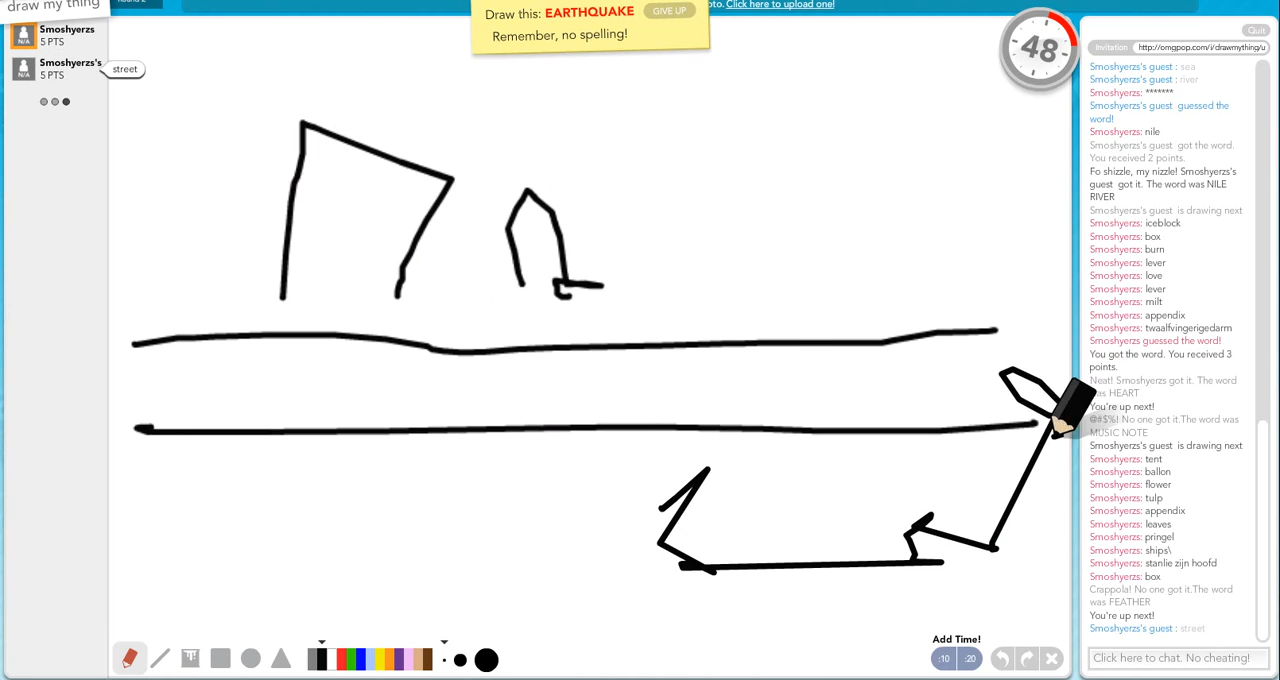 draw my thing
Round 2
oto. Click here to upload one!
Draw this: EARTHQUAKE
GIVE UP
Remember, no spelling!
48
Smoshyerzs
5 PTS
N/A
Smoshyerzs's
5 PTS
N/A
street
Quit
Invitation
http://omgpop.com/i/drawmything/u
Smoshyerzs's guest : sea
Smoshyerzs's guest : river
Smoshyerzs: *******
Smoshyerzs's guest guessed the
word!
Smoshyerzs: nile
Smoshyerzs's guest got the word.
You received 2 points.
Fo shizzle, my nizzle! Smoshyerzs's
guest got it. The word was NILE
RIVER
Smoshyerzs's guest is drawing next
Smoshyerzs: iceblock
Smoshyerzs: box
Smoshyerzs: burn
Smoshyerzs: lever
Smoshyerzs: love
Smoshyerzs: lever
Smoshyerzs: milt
Smoshyerzs: appendix
Smoshyerzs: twaalfvingerigedarm
Smoshyerzs guessed the word!
You got the word. You received 3
points.
Neat! Smoshyerzs got it. The word
was HEART
You're up next!
@#$%! No one got it.The word was
MUSIC NOTE
Smoshyerzs's guest is drawing next
Smoshyerzs: tent
Smoshyerzs: ballon
Smoshyerzs: flower
Smoshyerzs: tulp
Smoshyerzs: appendix
Smoshyerzs: leaves
Smoshyerzs: pringel
Smoshyerzs: ships\
Smoshyerzs: stanlie zijn hoofd
Smoshyerzs: box
Crappola! No one got it.The word
was FEATHER
You're up next!
Smoshyerzs's guest : street
Add Time!
:10
:20
Click here to chat. No cheating!